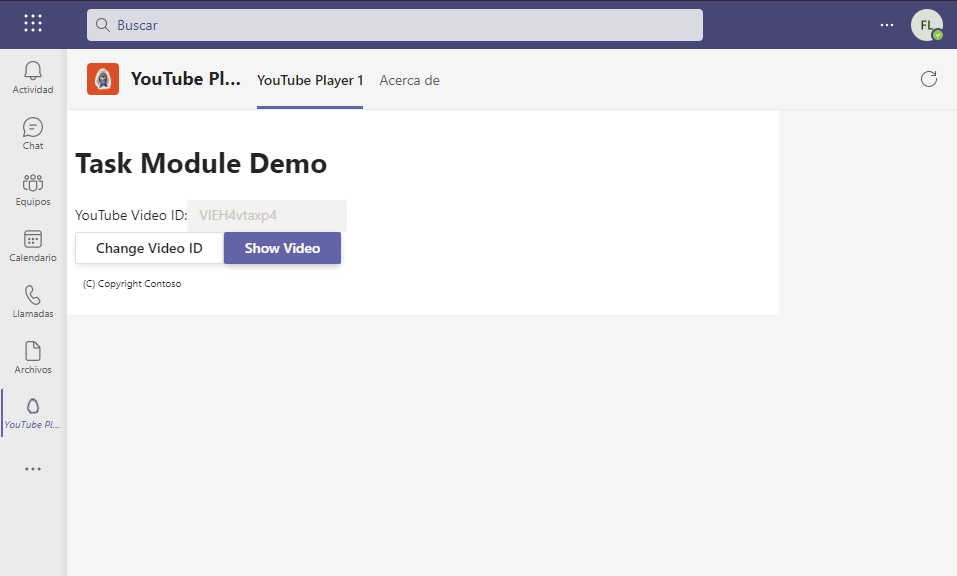 Buscar
FL
Actividad
Chat
Equipos
Calendario
Llamadas
Archivos
YouTube Pl...
YouTube Pl...
YouTube Player 1
Acerca de
Task Module Demo
YouTube Video ID:
VlEH4vtaxp4
Change Video ID
Show Video
(C) Copyright Contoso